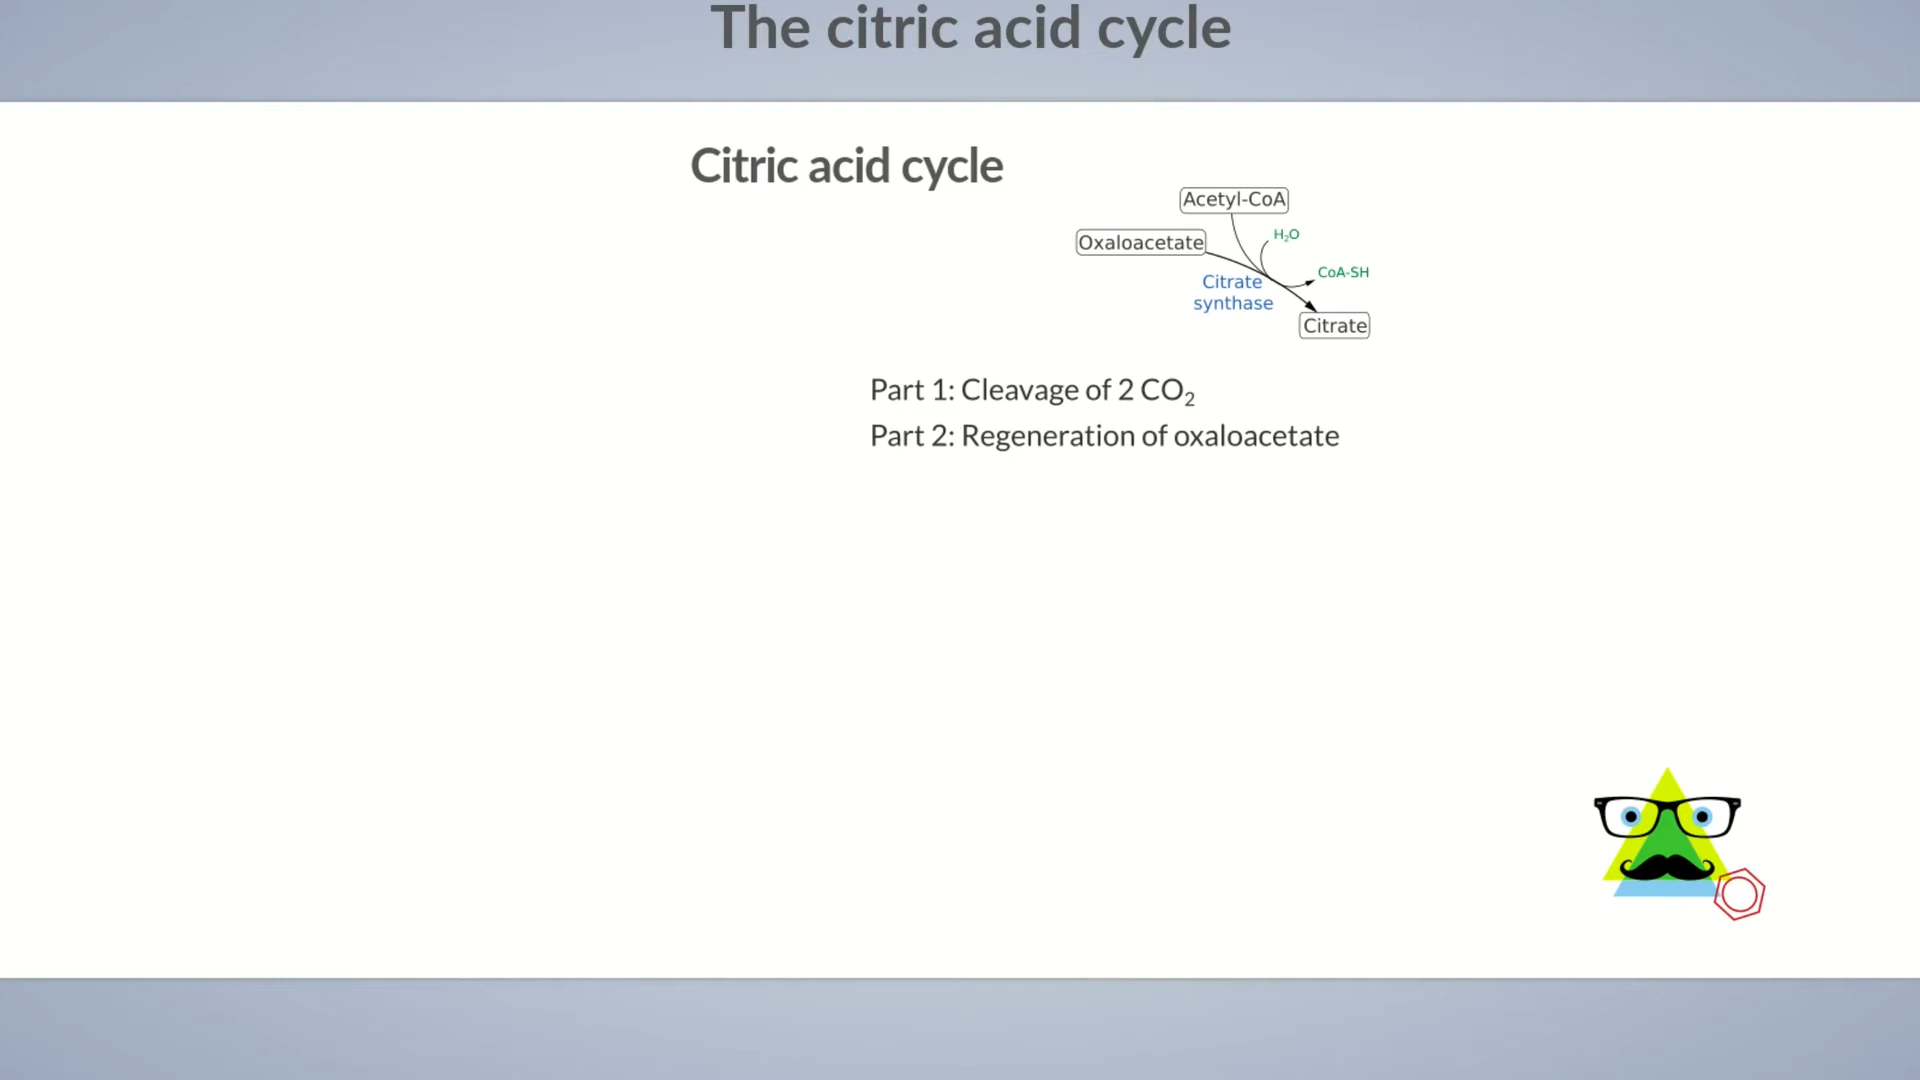 The citric acid cycle
Citric acid cycle
Acetyl-CoA
Oxaloacetate
H₂O
CoA-SH
Citrate
synthase
Citrate
Part 1: Cleavage of 2 CO₂
Part 2: Regeneration of oxaloacetate